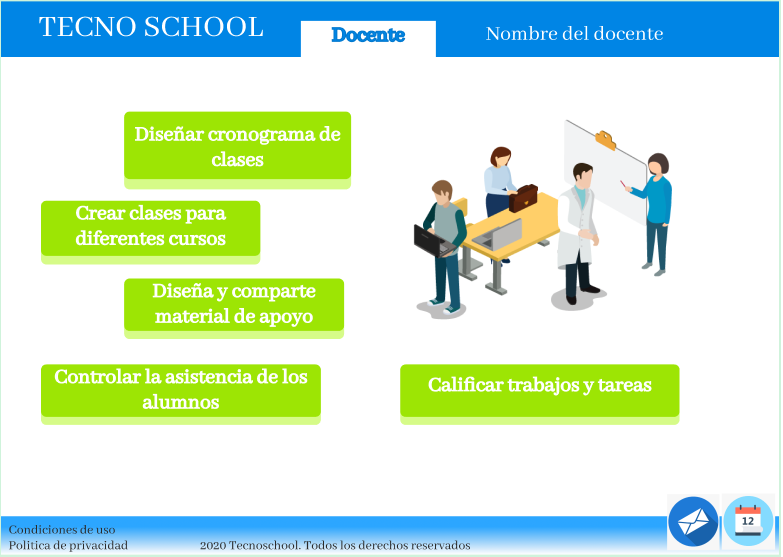 TECNO SCHOOL
Docente
Nombre del docente
Diseñar cronograma de
clases
Crear clases para
diferentes cursos
Diseña y comparte
material de apoyo
Controlar la asistencia de los
alumnos
Calificar trabajos y tareas
12
Condiciones de uso
Politica de privacidad
2020 Tecnoschool. Todos los derechos reservados